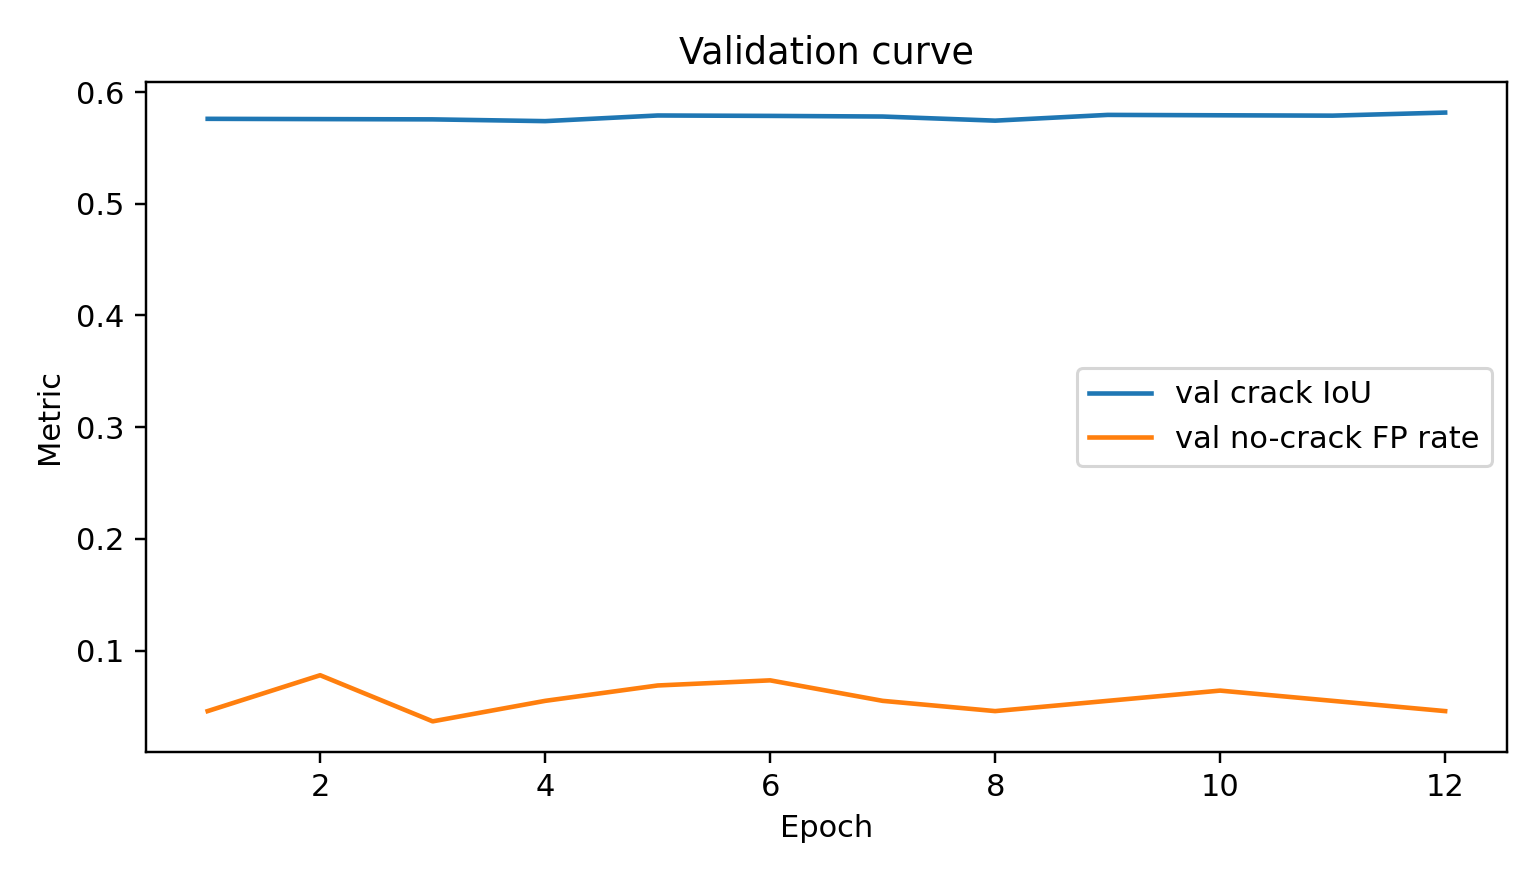 Validation curve
0.6
0.5
0.4
0.3
0.2
0.1
Metric
val crack IoU
val no-crack FP rate
2 4 6 8 10 12
Epoch